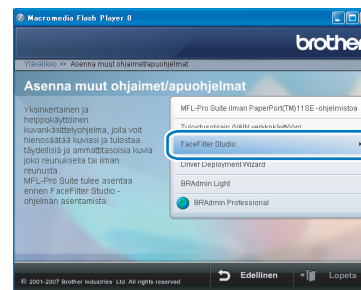 Macromedia Flash Player 8
brother
Ylävalikko >> Asenna muut ohjaimet/apuohjelmat
Asenna muut ohjaimet/apuohjelmat
Yksinkertainen ja
helppokäyttöinen
kuvankäsittelyohjelma, jolla voit
hienosäätää kuviasi ja tulostaa
täydellisiä ja ammattitasoisia kuvia
joko reunuksella tai ilman
reunusta.
MFL-Pro Suite tulee asentaa
ennen FaceFilter Studio -
ohjelman asentamista.
MFL-Pro Suite ilman PaperPort(TM)11SE -ohjelmistoa
Tulostusohjain (VAIN verkkokäyttöön)
FaceFilter Studio
Driver Deployment Wizard
BRAdmin Light
BRAdmin Professional
© 2001-2007 Brother Industries Ltd. All rights reserved
Edellinen
Lopeta